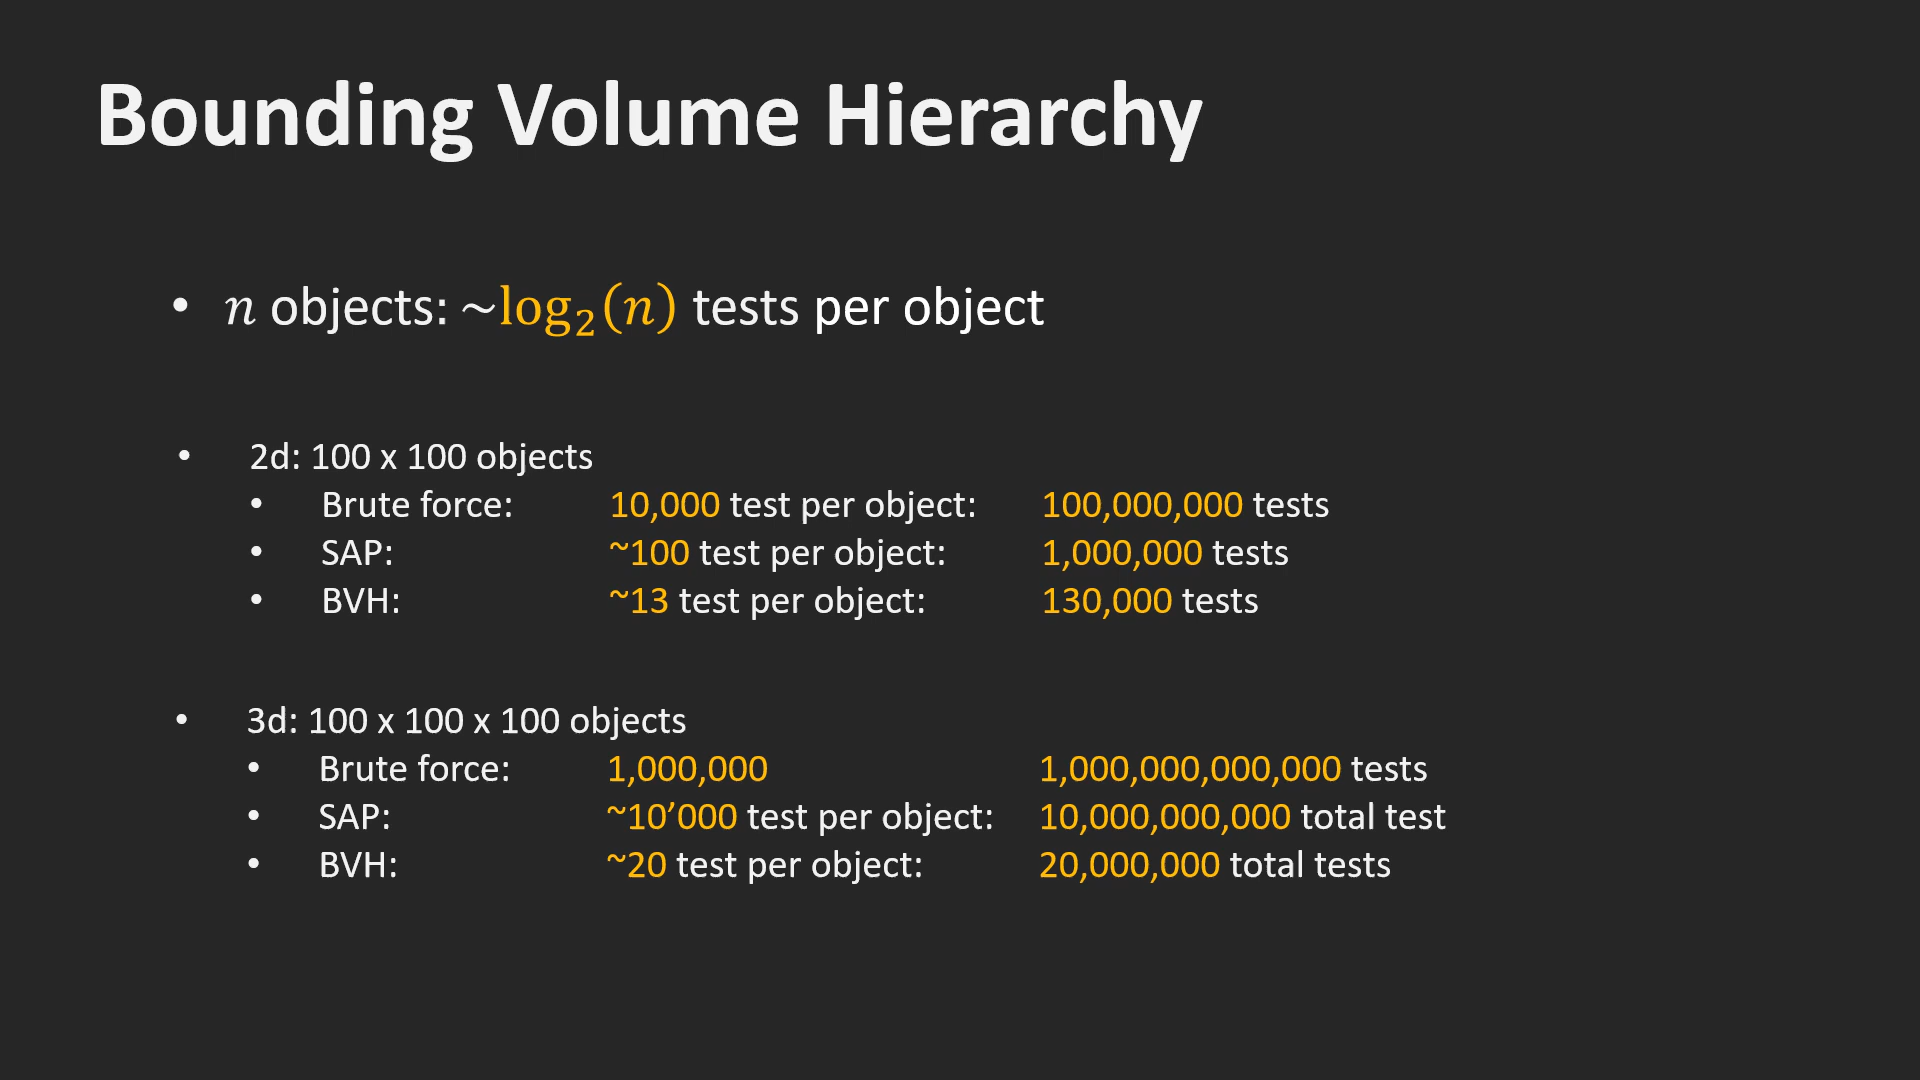 Bounding Volume Hierarchy
• n objects: ~log₂(n) tests per object
• 2d: 100 x 100 objects
• Brute force: 10,000 test per object: 100,000,000 tests
• SAP: ~100 test per object: 1,000,000 tests
• BVH: ~13 test per object: 130,000 tests
• 3d: 100 x 100 x 100 objects
• Brute force: 1,000,000 1,000,000,000,000 tests
• SAP: ~10’000 test per object: 10,000,000,000 total test
• BVH: ~20 test per object: 20,000,000 total tests